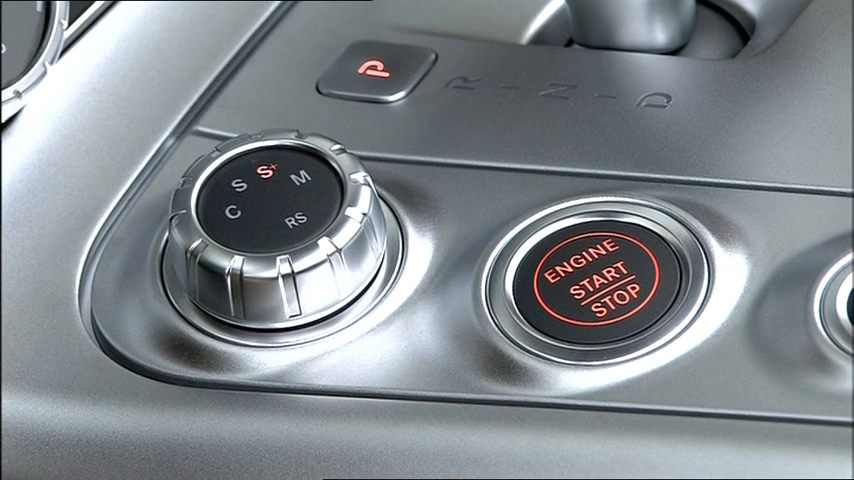 P R - N - D
C S S+ M RS
ENGINE
START
STOP